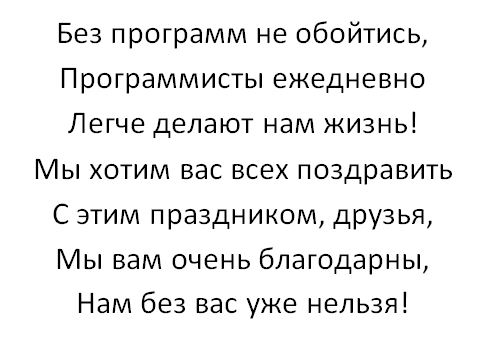 Без программ не обойтись,
Программисты ежедневно
Легче делают нам жизнь!
Мы хотим вас всех поздравить
С этим праздником, друзья,
Мы вам очень благодарны,
Нам без вас уже нельзя!